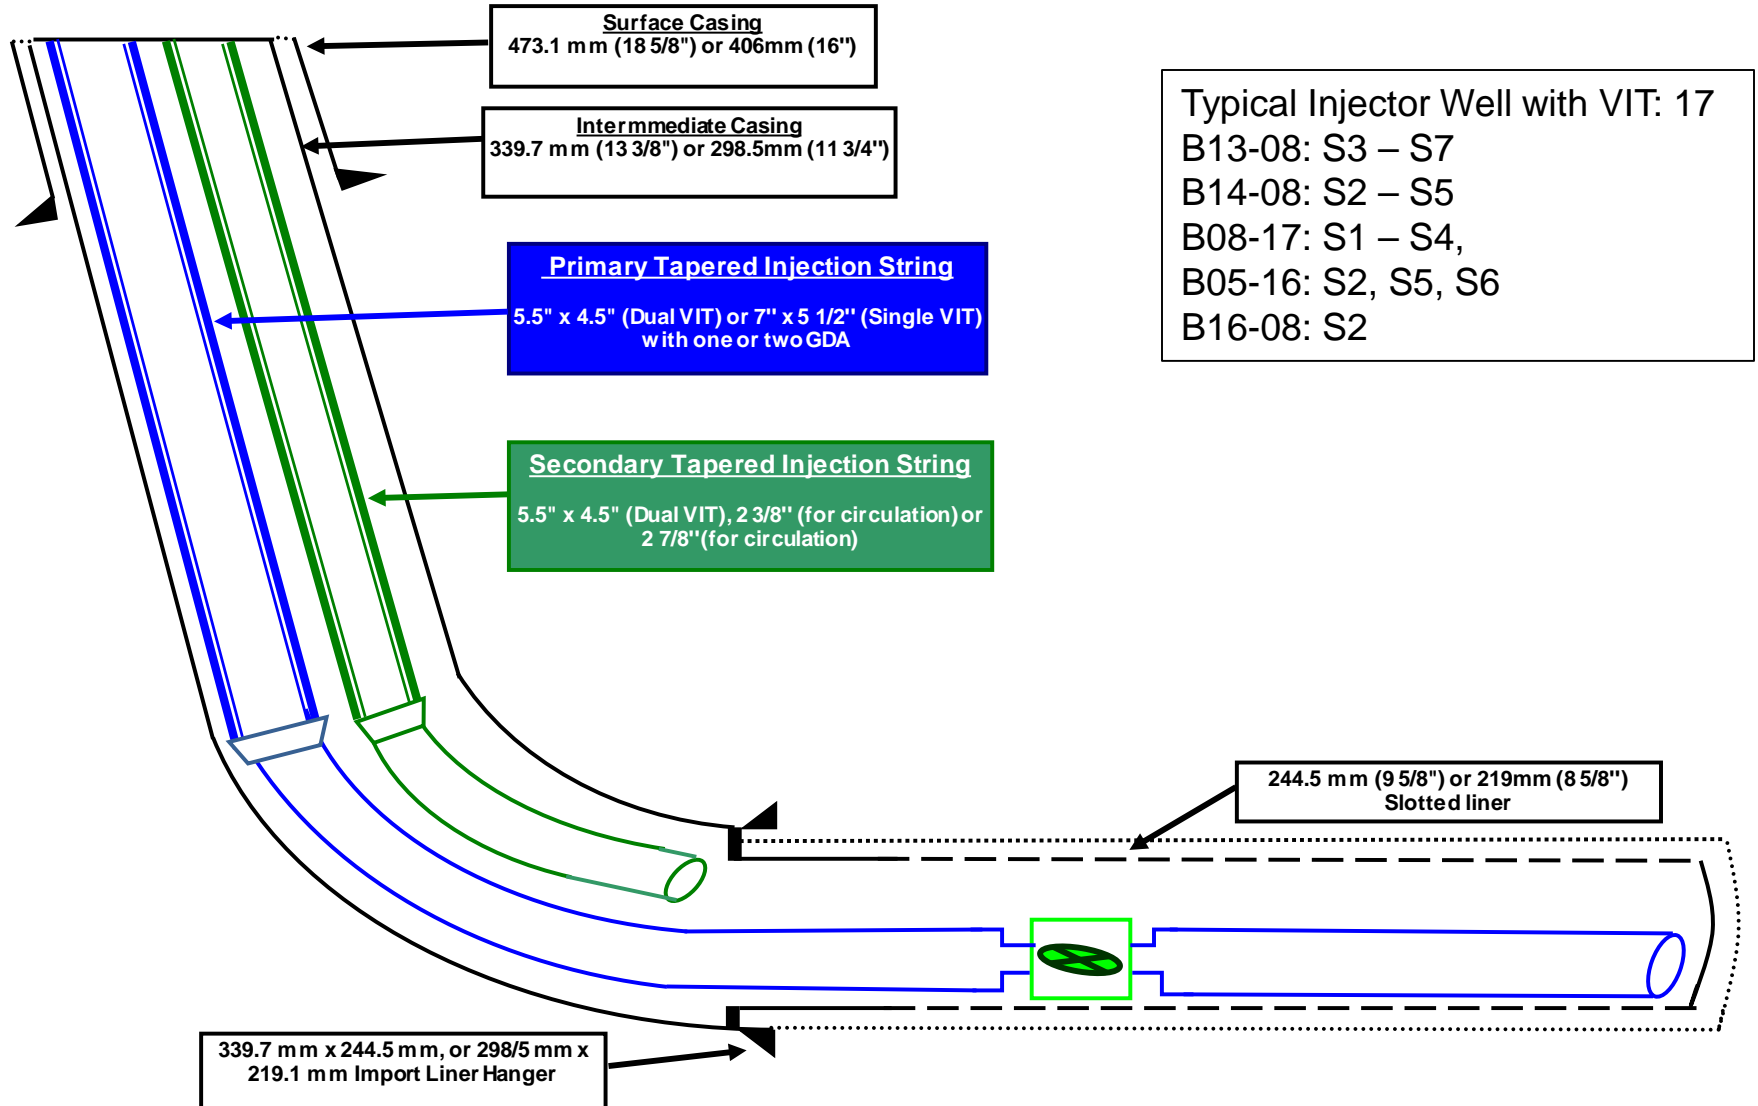 Surface Casing
473.1 mm (18 5/8") or 406mm (16")
Intermmediate Casing
339.7 mm (13 3/8") or 298.5mm (11 3/4")
Primary Tapered Injection String
5.5" x 4.5" (Dual VIT) or 7" x 5 1/2" (Single VIT)
with one or two GDA
Secondary Tapered Injection String
5.5" x 4.5" (Dual VIT), 2 3/8" (for circulation) or
2 7/8" (for circulation)
Typical Injector Well with VIT: 17
B13-08: S3 – S7
B14-08: S2 – S5
B08-17: S1 – S4,
B05-16: S2, S5, S6
B16-08: S2
244.5 mm (9 5/8") or 219mm (8 5/8")
Slotted liner
339.7 mm x 244.5 mm, or 298/5 mm x
219.1 mm Import Liner Hanger